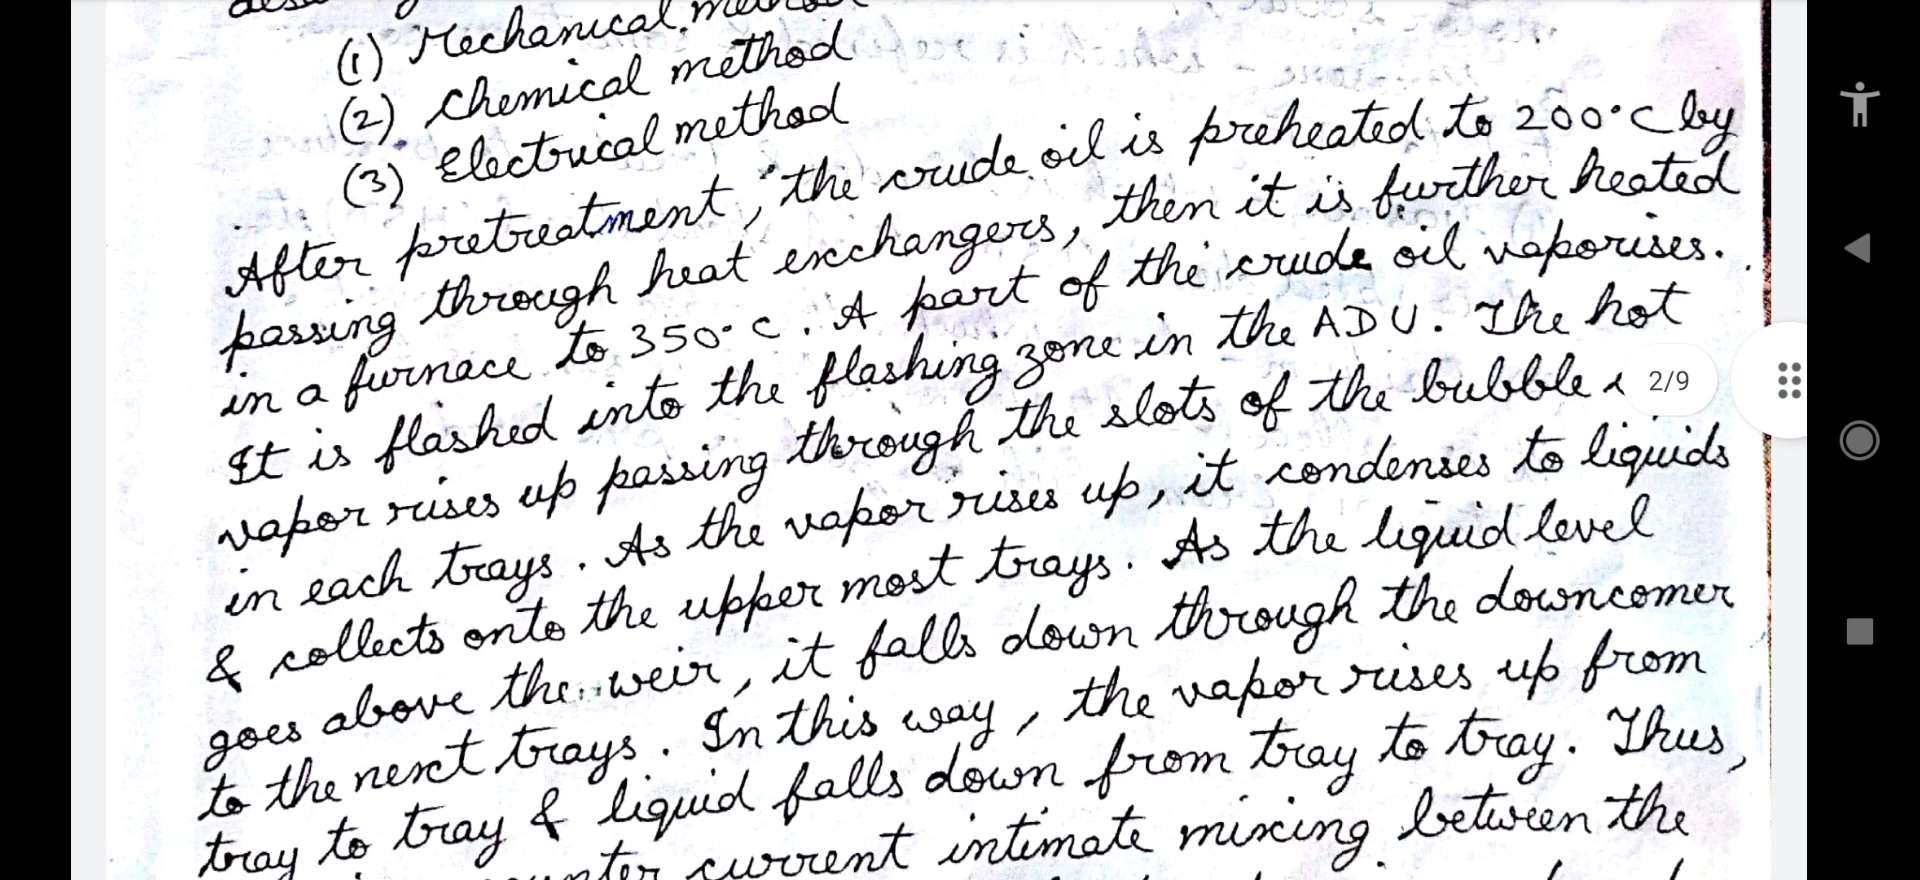 (1) Mechanical method
(2) Chemical method
(3) Electrical method
After pretreatment, the crude oil is preheated to 200°C by
passing through heat exchangers, then it is further heated
in a furnace to 350°C. A part of the crude oil vaporises.
It is flashed into the flashing zone in the ADU. The hot
vapor rises up passing through the slots of the bubble
2/9
in each trays. As the vapor rises up, it condenses to liquids
& collects onto the upper most trays. As the liquid level
goes above the weir, it falls down through the downcomer
to the next trays. In this way, the vapor rises up from
tray to tray & liquid falls down from tray to tray. Thus,
current intimate mixing between the